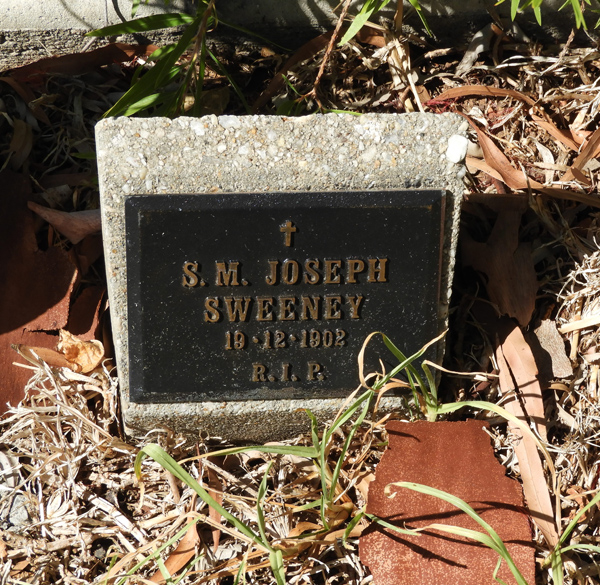 S. M. JOSEPH
SWEENEY
19·12·1902
R. I. P.